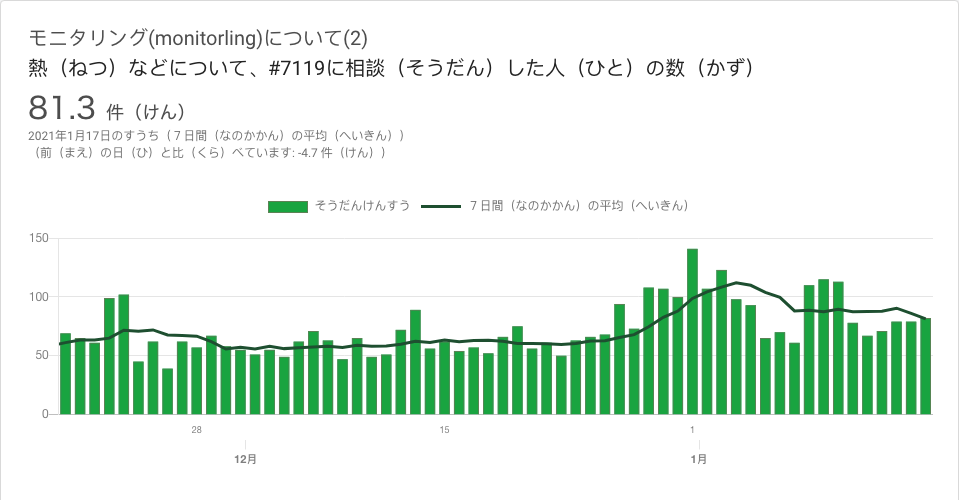 モニタリング(monitorling)について(2)
熱（ねつ）などについて、#7119に相談（そうだん）した人（ひと）の数（かず）
81.3 件（けん）
2021年1月17日のすうち（７日間（なのかかん）の平均（へいきん））
（前（まえ）の日（ひ）と比（くら）べています: -4.7 件（けん））
そうだんけんすう ７日間（なのかかん）の平均（へいきん）
150
100
50
0
28 15 1
12月 1月